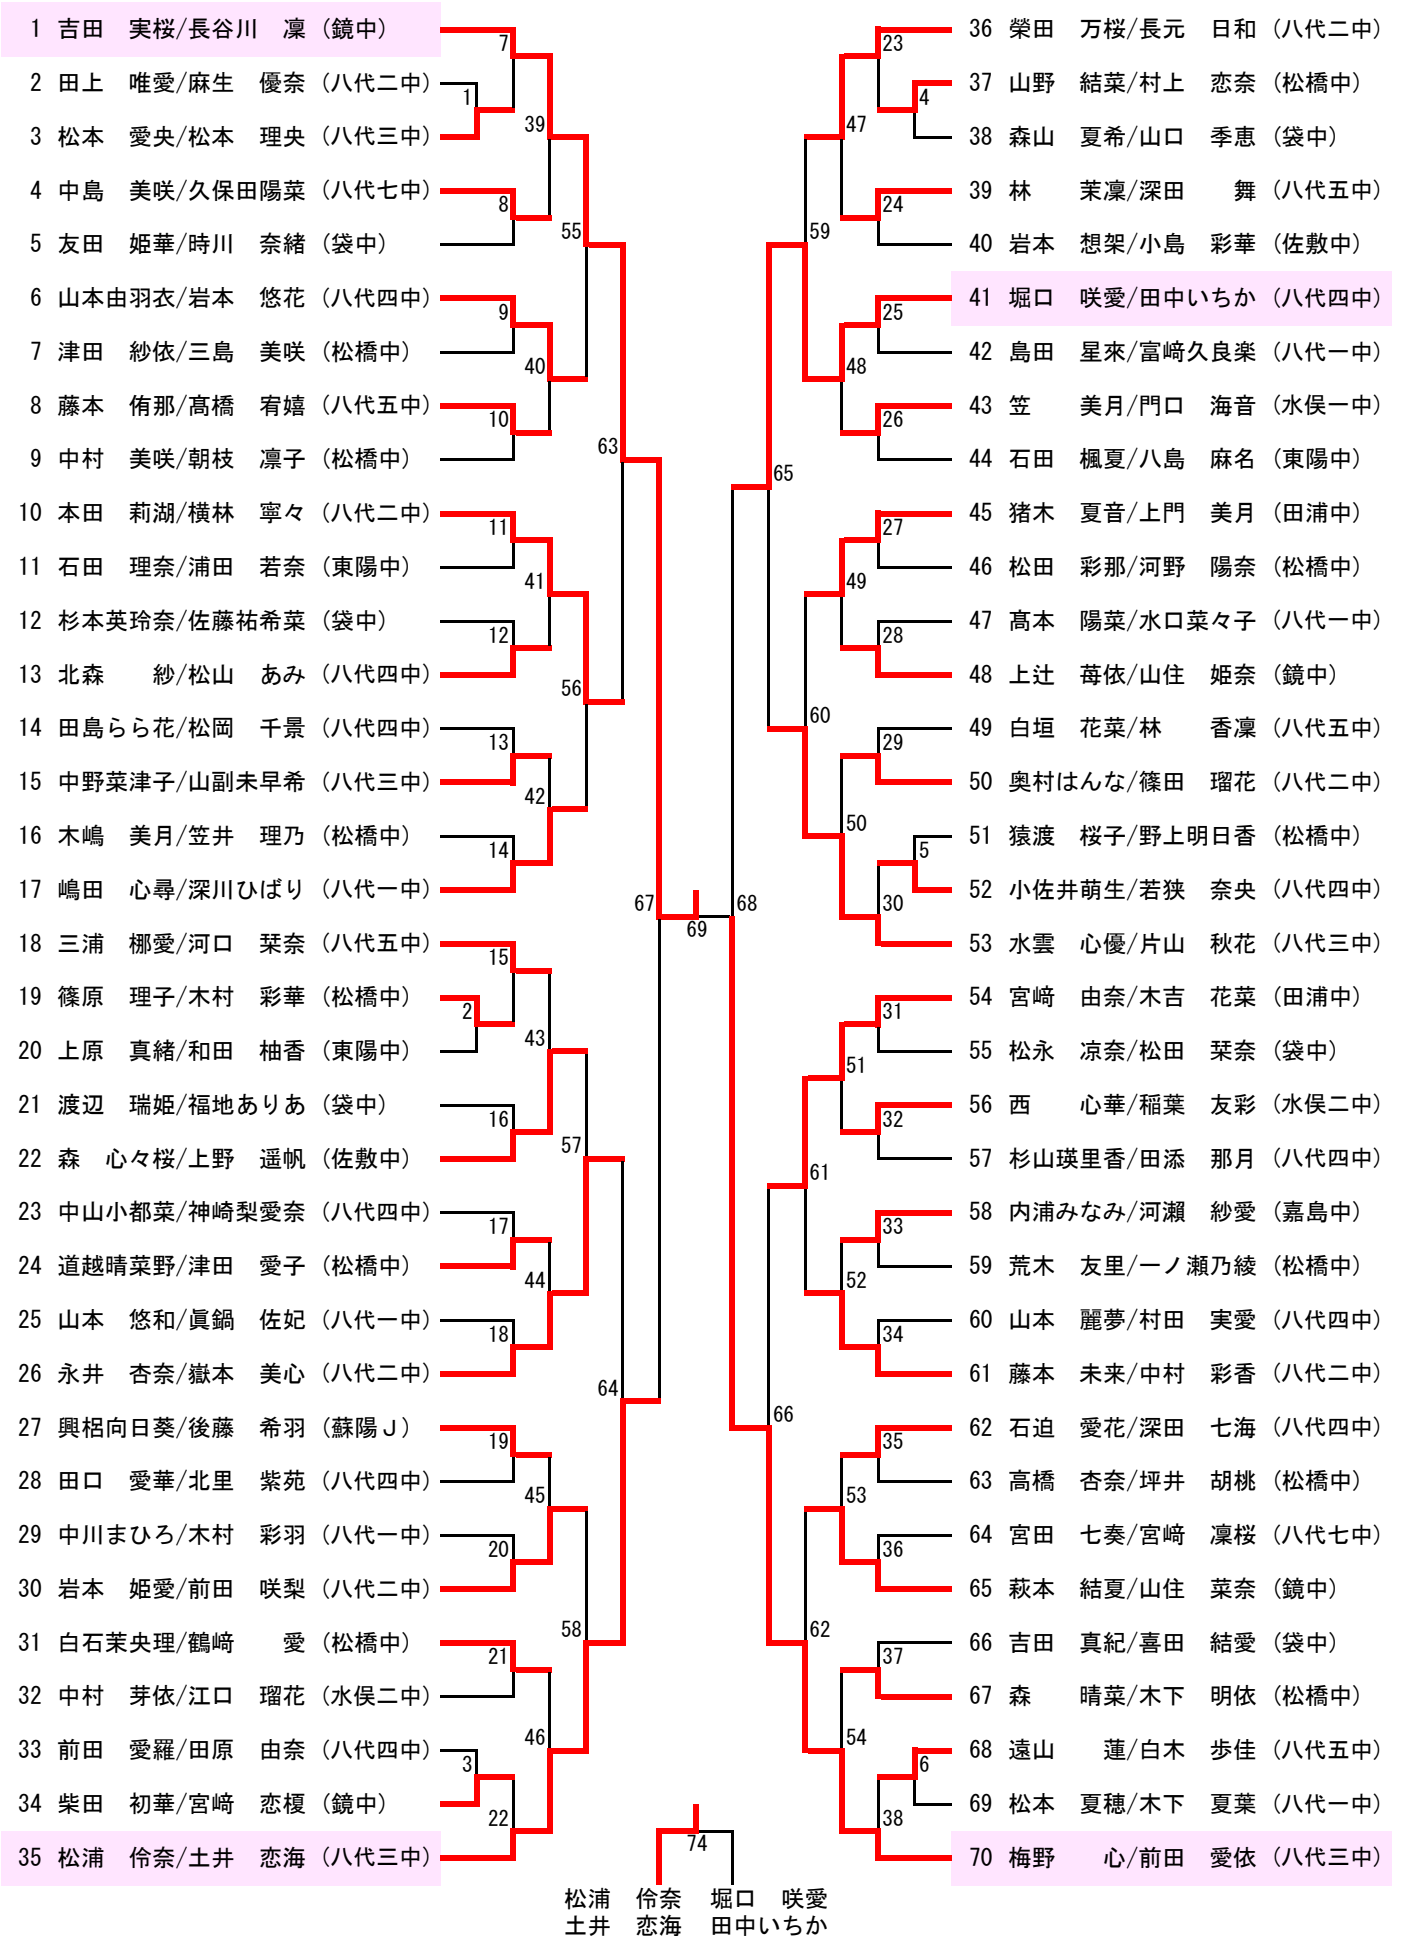 1 吉田　実桜/長谷川　凜 (鏡中)
2 田上　唯愛/麻生　優奈 (八代二中)
3 松本　愛央/松本　理央 (八代三中)
4 中島　美咲/久保田陽菜 (八代七中)
5 友田　姫華/時川　奈緒 (袋中)
6 山本由羽衣/岩本　悠花 (八代四中)
7 津田　紗依/三島　美咲 (松橋中)
8 藤本　侑那/髙橋　宥嬉 (八代五中)
9 中村　美咲/朝枝　凛子 (松橋中)
10 本田　莉湖/横林　寧々 (八代二中)
11 石田　理奈/浦田　若奈 (東陽中)
12 杉本英玲奈/佐藤祐希菜 (袋中)
13 北森　　紗/松山　あみ (八代四中)
14 田島らら花/松岡　千景 (八代四中)
15 中野菜津子/山副未早希 (八代三中)
16 木嶋　美月/笠井　理乃 (松橋中)
17 嶋田　心尋/深川ひばり (八代一中)
18 三浦　梛愛/河口　栞奈 (八代五中)
19 篠原　理子/木村　彩華 (松橋中)
20 上原　真緒/和田　柚香 (東陽中)
21 渡辺　瑞姫/福地ありあ (袋中)
22 森　心々桜/上野　遥帆 (佐敷中)
23 中山小都菜/神崎梨愛奈 (八代四中)
24 道越晴菜野/津田　愛子 (松橋中)
25 山本　悠和/眞鍋　佐妃 (八代一中)
26 永井　杏奈/嶽本　美心 (八代二中)
27 興梠向日葵/後藤　希羽 (蘇陽Ｊ)
28 田口　愛華/北里　紫苑 (八代四中)
29 中川まひろ/木村　彩羽 (八代一中)
30 岩本　姫愛/前田　咲梨 (八代二中)
31 白石茉央理/鶴﨑　　愛 (松橋中)
32 中村　芽依/江口　瑠花 (水俣二中)
33 前田　愛羅/田原　由奈 (八代四中)
34 柴田　初華/宮﨑　恋榎 (鏡中)
35 松浦　伶奈/土井　恋海 (八代三中)
36 榮田　万桜/長元　日和 (八代二中)
37 山野　結菜/村上　恋奈 (松橋中)
38 森山　夏希/山口　季恵 (袋中)
39 林　　茉凜/深田　　舞 (八代五中)
40 岩本　想架/小島　彩華 (佐敷中)
41 堀口　咲愛/田中いちか (八代四中)
42 島田　星來/富﨑久良楽 (八代一中)
43 笠　　美月/門口　海音 (水俣一中)
44 石田　楓夏/八島　麻名 (東陽中)
45 猪木　夏音/上門　美月 (田浦中)
46 松田　彩那/河野　陽奈 (松橋中)
47 髙本　陽菜/水口菜々子 (八代一中)
48 上辻　苺依/山住　姫奈 (鏡中)
49 白垣　花菜/林　　香凜 (八代五中)
50 奥村はんな/篠田　瑠花 (八代二中)
51 猿渡　桜子/野上明日香 (松橋中)
52 小佐井萌生/若狭　奈央 (八代四中)
53 水雲　心優/片山　秋花 (八代三中)
54 宮﨑　由奈/木吉　花菜 (田浦中)
55 松永　凉奈/松田　栞奈 (袋中)
56 西　　心華/稲葉　友彩 (水俣二中)
57 杉山瑛里香/田添　那月 (八代四中)
58 内浦みなみ/河瀨　紗愛 (嘉島中)
59 荒木　友里/一ノ瀬乃綾 (松橋中)
60 山本　麗夢/村田　実愛 (八代四中)
61 藤本　未来/中村　彩香 (八代二中)
62 石迫　愛花/深田　七海 (八代四中)
63 高橋　杏奈/坪井　胡桃 (松橋中)
64 宮田　七奏/宮﨑　凜桜 (八代七中)
65 萩本　結夏/山住　菜奈 (鏡中)
66 吉田　真紀/喜田　結愛 (袋中)
67 森　　晴菜/木下　明依 (松橋中)
68 遠山　　蓮/白木　歩佳 (八代五中)
69 松本　夏穂/木下　夏葉 (八代一中)
70 梅野　　心/前田　愛依 (八代三中)
1
2
3
4
5
6
7
8
9
10
11
12
13
14
15
16
17
18
19
20
21
22
23
24
25
26
27
28
29
30
31
32
33
34
35
36
37
38
39
40
41
42
43
44
45
46
47
48
49
50
51
52
53
54
55
56
57
58
59
60
61
62
63
64
65
66
67
68
69
74
松浦　伶奈　堀口　咲愛
土井　恋海　田中いちか